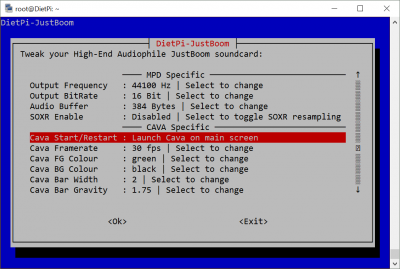 root@DietPi: ~
DietPi-JustBoom
DietPi-JustBoom
Tweak your High-End Audiophile JustBoom soundcard:
MPD Specific
Output Frequency : 44100 Hz | Select to change
Output BitRate : 16 Bit | Select to change
Audio Buffer : 384 Bytes | Select to change
SOXR Enable : Disabled | Select to toggle SOXR resampling
CAVA Specific
Cava Start/Restart : Launch Cava on main screen
Cava Framerate : 30 fps | Select to change
Cava FG Colour : green | Select to change
Cava BG Colour : black | Select to change
Cava Bar Width : 2 | Select to change
Cava Bar Gravity : 1.75 | Select to change
<Ok> <Exit>